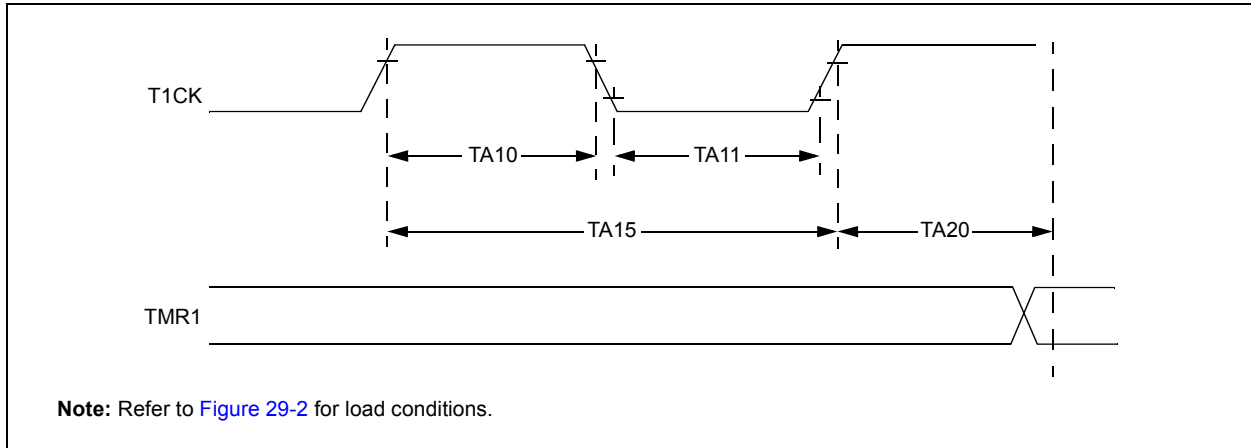 T1CK
TA10
TA11
TA15
TA20
TMR1
Note: Refer to Figure 29-2 for load conditions.